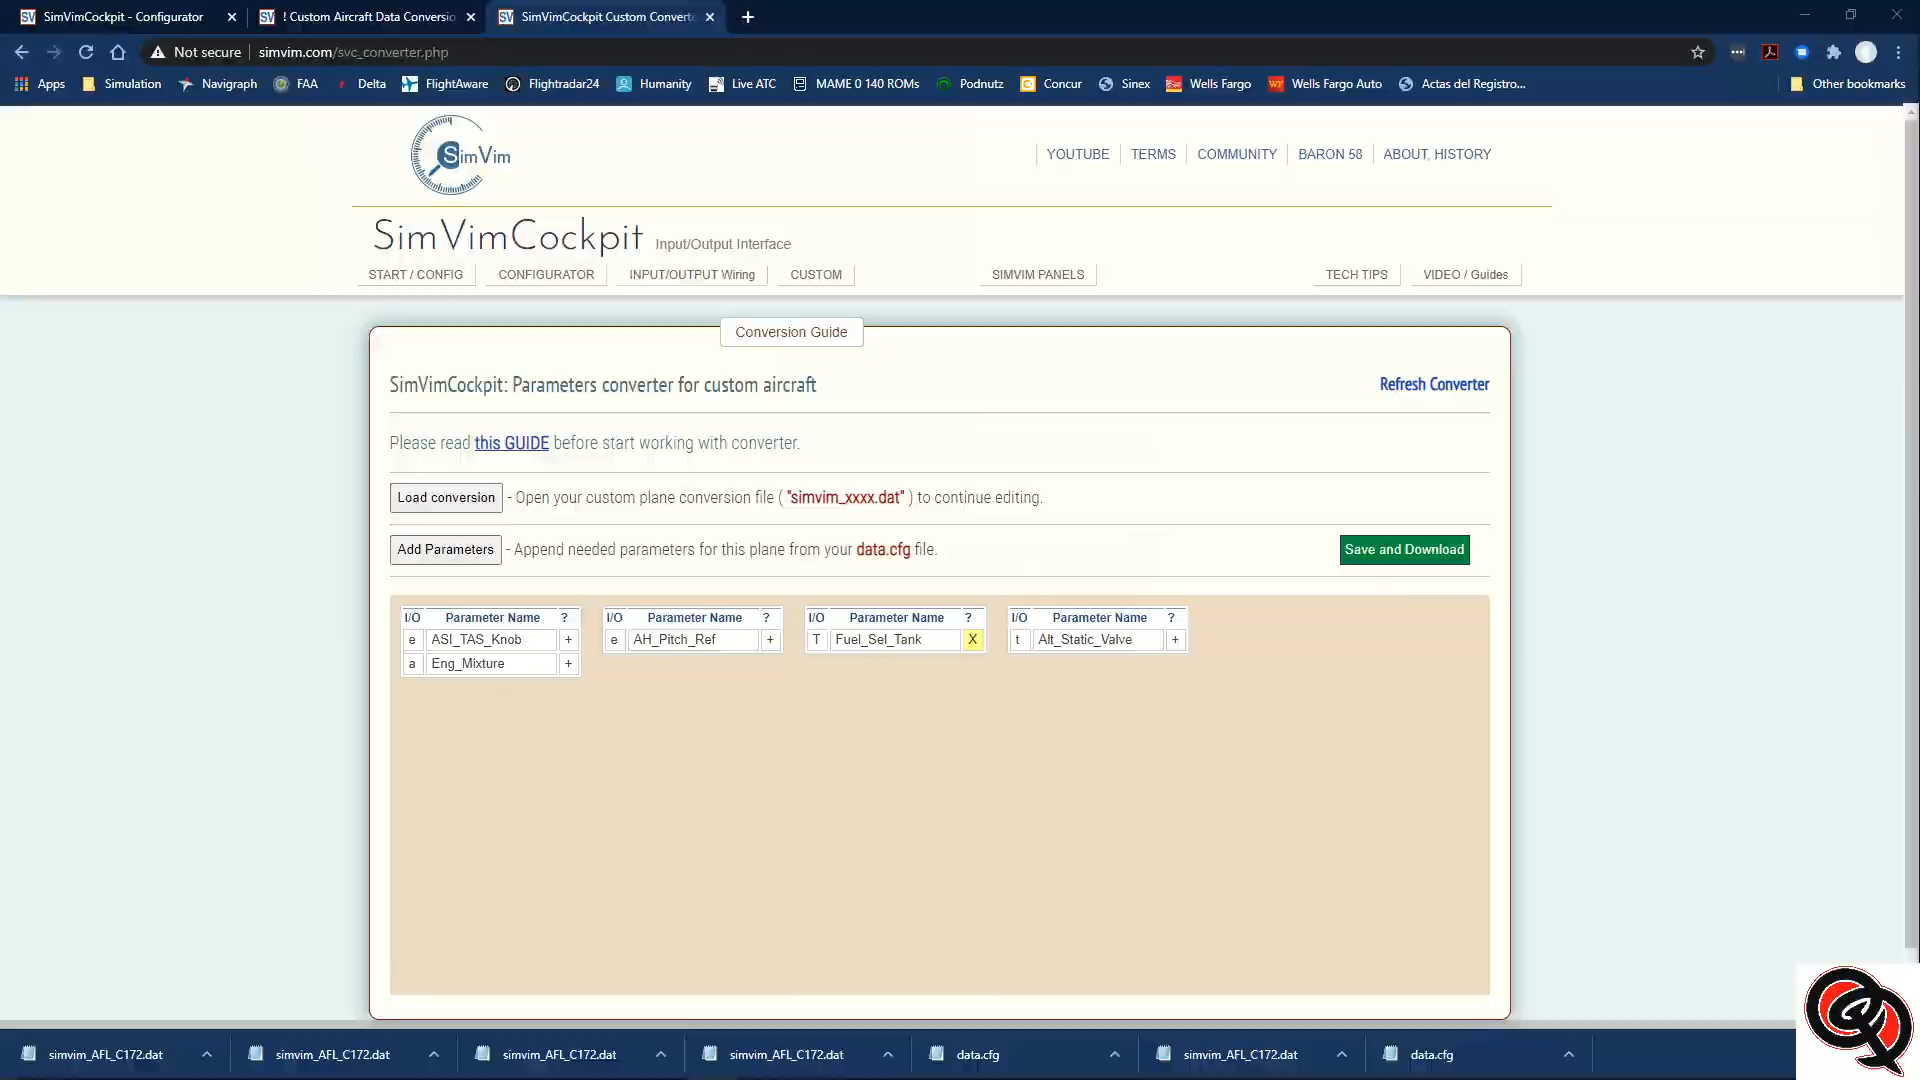 SimVimCockpit - Configurator
! Custom Aircraft Data Conversio
SimVimCockpit Custom Converte
Not secure
simvim.com/svc_converter.php
Apps
Simulation
Navigraph
FAA
Delta
FlightAware
Flightradar24
Humanity
Live ATC
MAME 0 140 ROMs
Podnutz
Concur
Sinex
Wells Fargo
Wells Fargo Auto
Actas del Registro...
Other bookmarks
SimVim
YOUTUBE
TERMS
COMMUNITY
BARON 58
ABOUT, HISTORY
SimVimCockpit Input/Output Interface
START / CONFIG
CONFIGURATOR
INPUT/OUTPUT Wiring
CUSTOM
SIMVIM PANELS
TECH TIPS
VIDEO / Guides
Conversion Guide
SimVimCockpit: Parameters converter for custom aircraft
Refresh Converter
Please read this GUIDE before start working with converter.
Load conversion - Open your custom plane conversion file ( "simvim_xxxx.dat" ) to continue editing.
Add Parameters - Append needed parameters for this plane from your data.cfg file.
Save and Download
I/O Parameter Name ?
e ASI_TAS_Knob +
a Eng_Mixture +
I/O Parameter Name ?
e AH_Pitch_Ref +
I/O Parameter Name ?
T Fuel_Sel_Tank X
I/O Parameter Name ?
t Alt_Static_Valve +
simvim_AFL_C172.dat
simvim_AFL_C172.dat
simvim_AFL_C172.dat
simvim_AFL_C172.dat
data.cfg
simvim_AFL_C172.dat
data.cfg